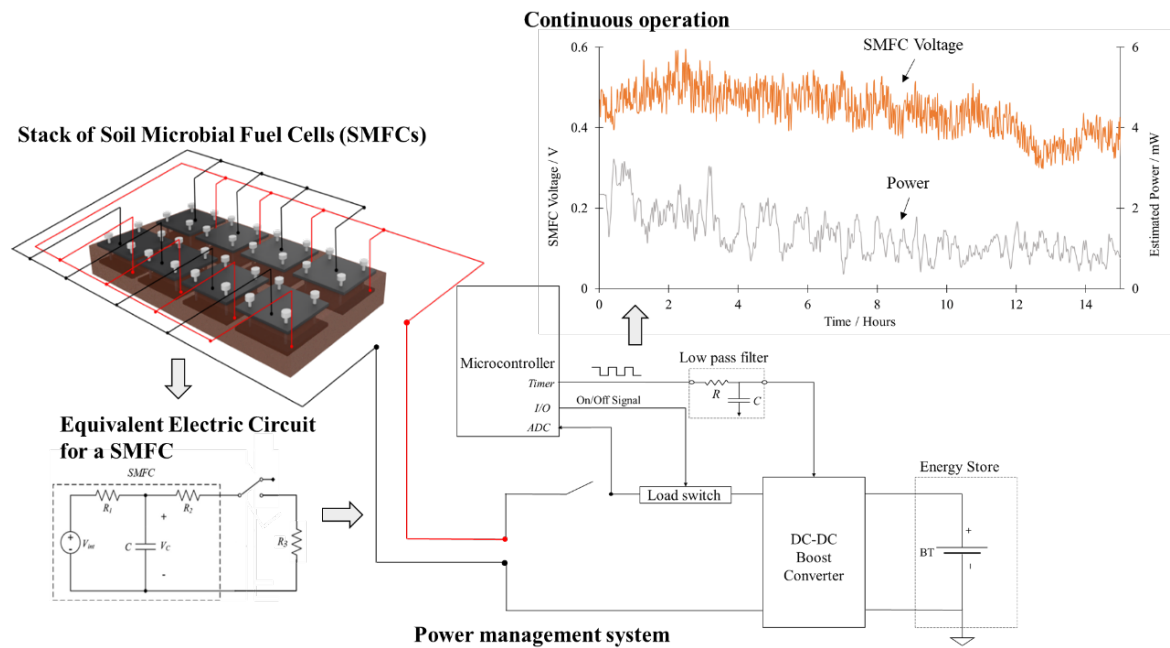 Continuous operation
0.6
0.4
0.2
0
SMFC Voltage / V
6
4
2
0
Estimated Power / mW
SMFC Voltage
Power
0 2 4 6 8 10 12 14
Time / Hours
Stack of Soil Microbial Fuel Cells (SMFCs)
Microcontroller
Timer
I/O
ADC
On/Off Signal
Low pass filter
R
C
Load switch
DC-DC
Boost
Converter
Energy Store
BT
+
Equivalent Electric Circuit
for a SMFC
SMFC
R1
R2
+
Vint
C
VC
-
R3
Power management system